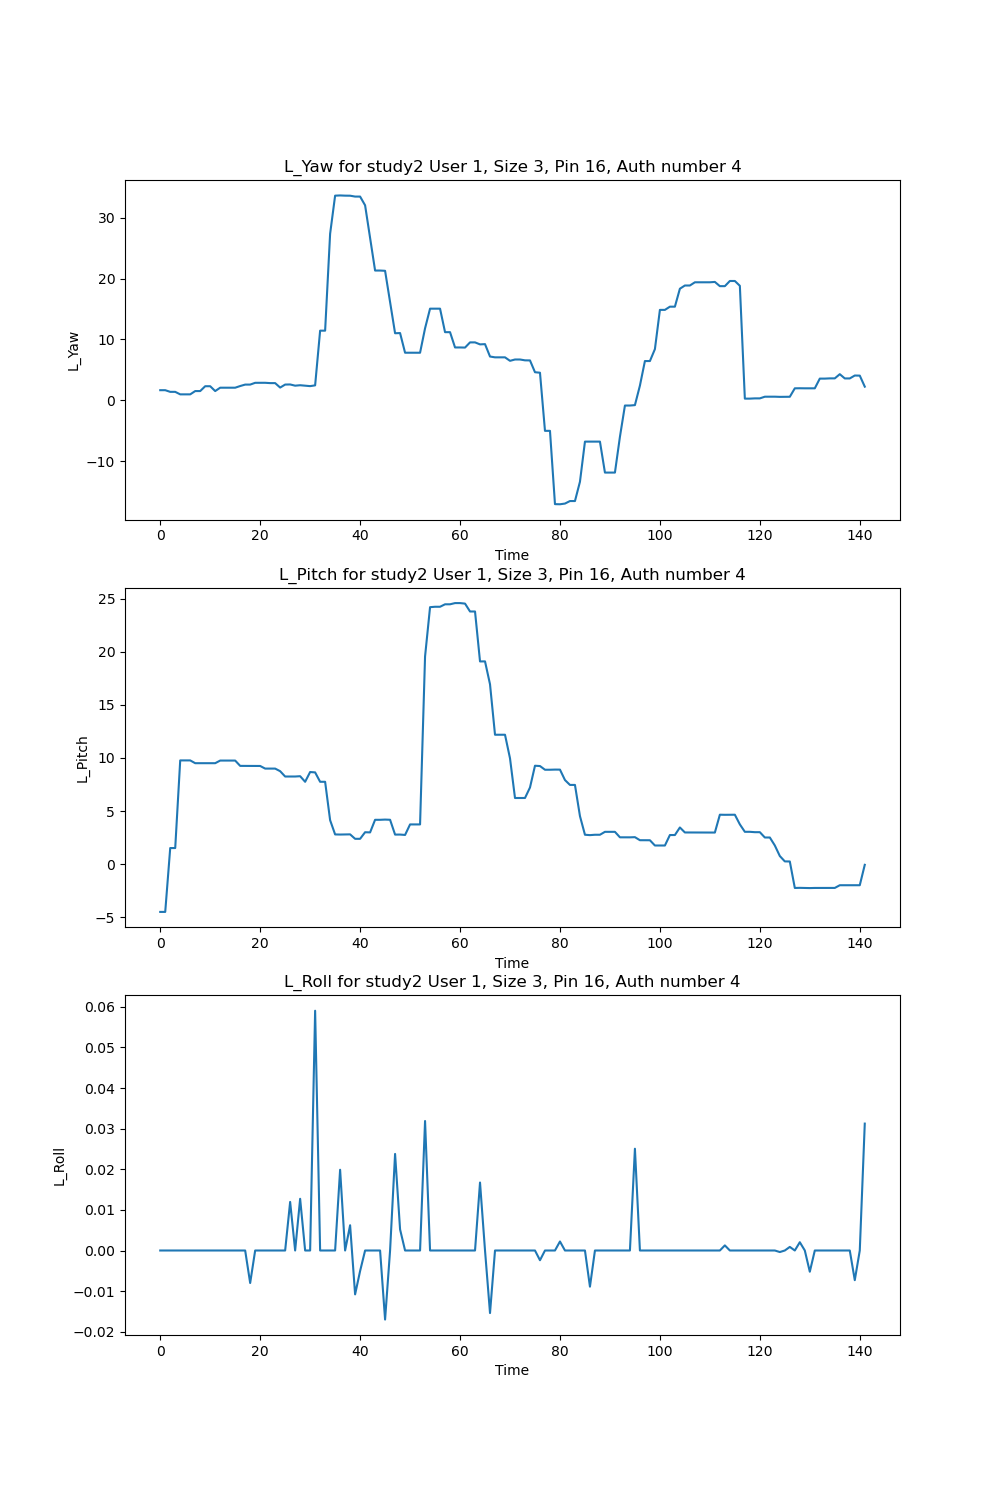 L_Yaw for study2 User 1, Size 3, Pin 16, Auth number 4
30
20
10
0
−10
L_Yaw
0 20 40 60 80 100 120 140
Time
L_Pitch for study2 User 1, Size 3, Pin 16, Auth number 4
25
20
15
10
5
0
−5
L_Pitch
0 20 40 60 80 100 120 140
Time
L_Roll for study2 User 1, Size 3, Pin 16, Auth number 4
0.06
0.05
0.04
0.03
0.02
0.01
0.00
−0.01
−0.02
L_Roll
0 20 40 60 80 100 120 140
Time